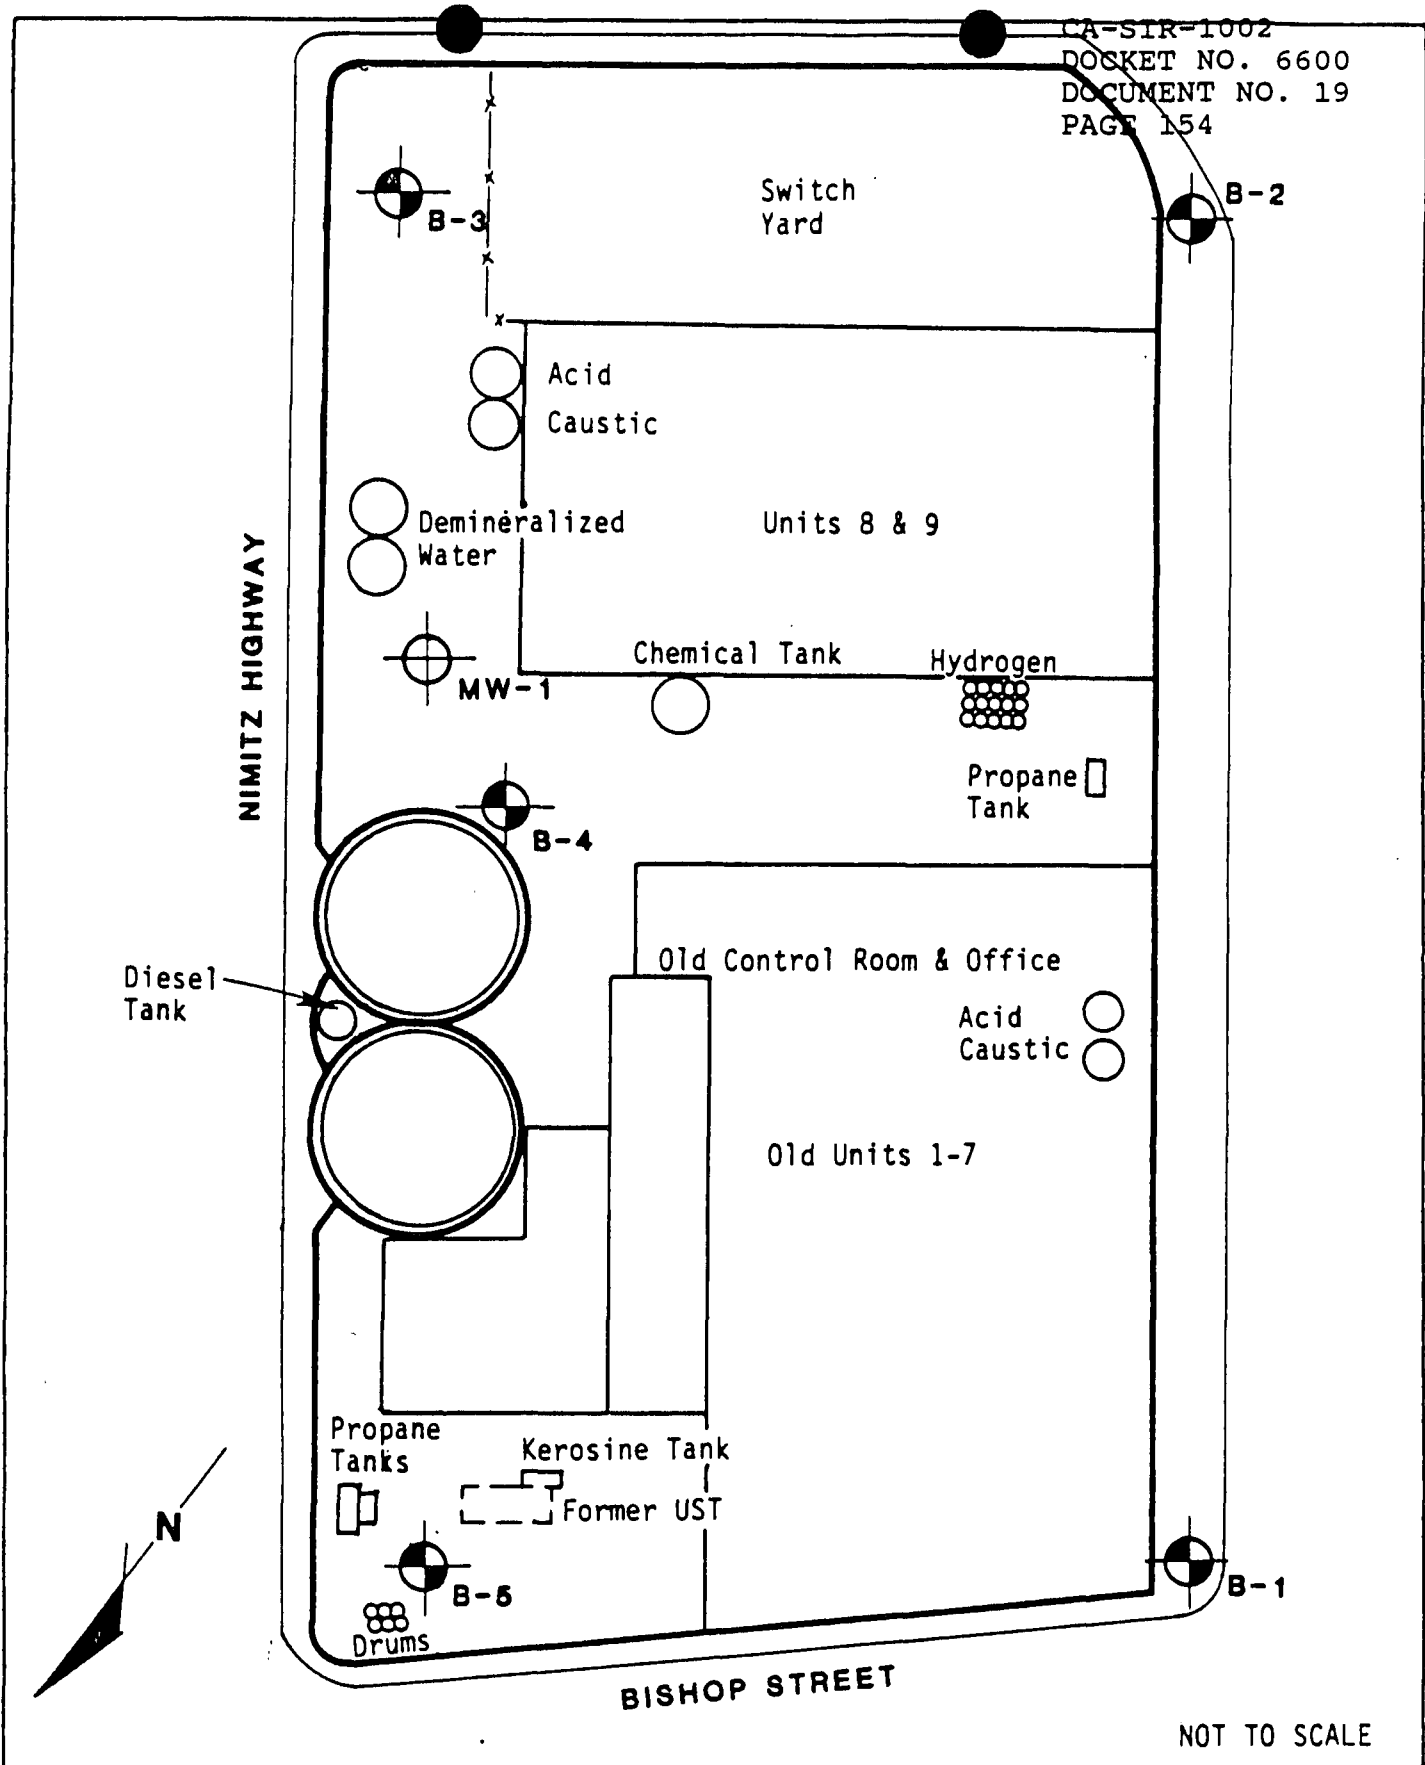 CA-STR-1002
DOCKET NO. 6600
DOCUMENT NO. 19
PAGE 154
Switch
Yard
B-2
B-3
Acid
Caustic
Demineralized
Water
Units 8 & 9
NIMITZ HIGHWAY
Chemical Tank
Hydrogen
MW-1
Propane
Tank
B-4
Old Control Room & Office
Diesel
Tank
Acid
Caustic
Old Units 1-7
Propane
Tanks
Kerosine Tank
Former UST
N
B-5
B-1
Drums
BISHOP STREET
NOT TO SCALE